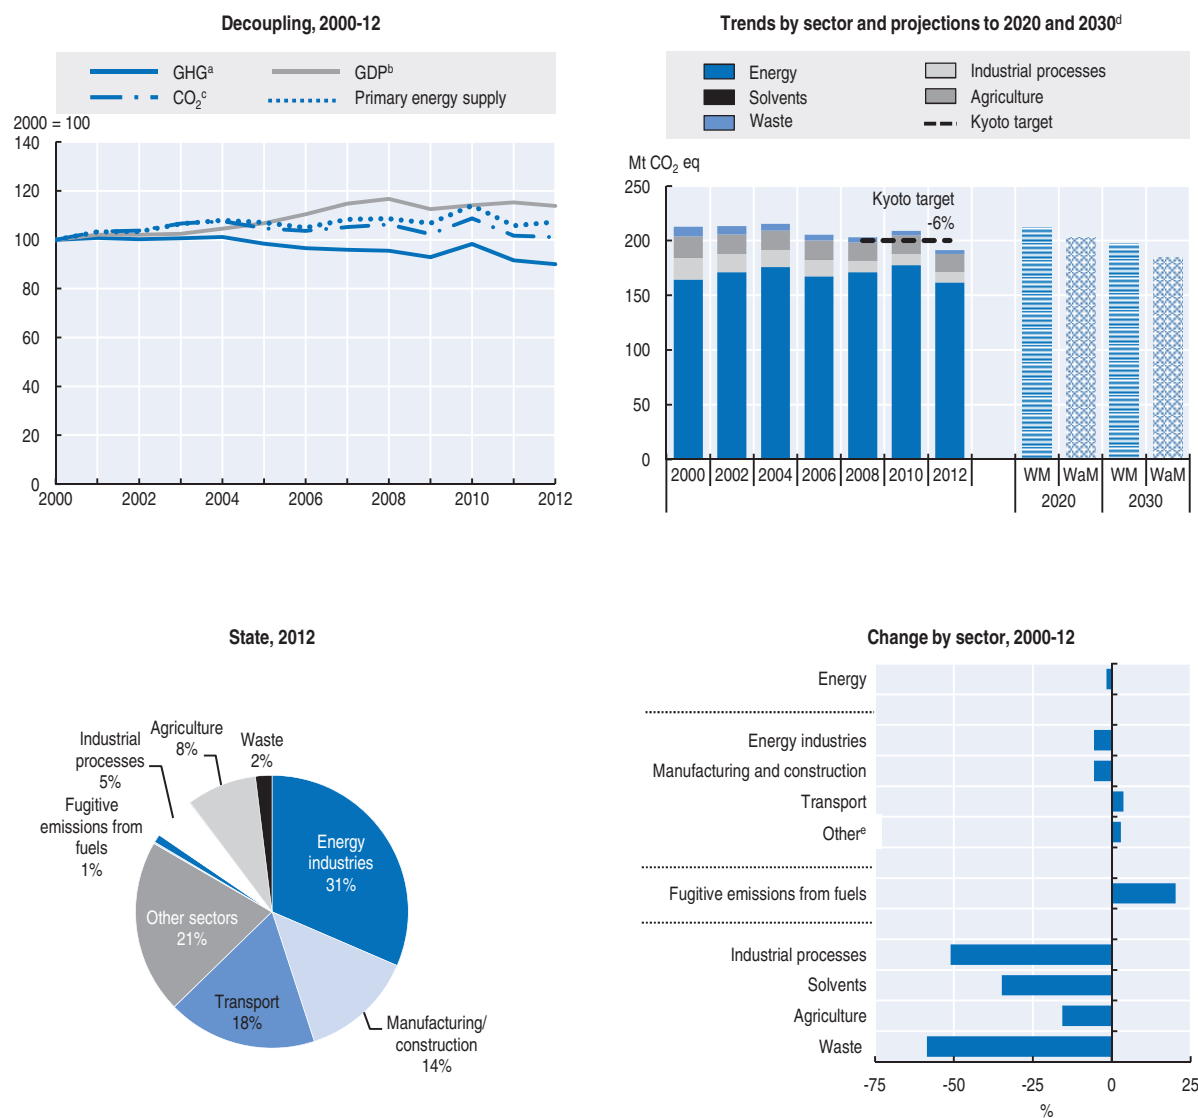 Decoupling, 2000-12
GHGa
GDPb
CO2c
Primary energy supply
2000 = 100
140
120
100
80
60
40
20
0
2000
2002
2004
2006
2008
2010
2012
Trends by sector and projections to 2020 and 2030d
Energy
Industrial processes
Solvents
Agriculture
Waste
Kyoto target
Mt CO2 eq
250
200
150
100
50
0
Kyoto target
-6%
2000
2002
2004
2006
2008
2010
2012
WM
WaM
WM
WaM
2020
2030
State, 2012
Agriculture
8%
Waste
2%
Industrial
processes
5%
Fugitive
emissions from
fuels
1%
Energy
industries
31%
Other sectors
21%
Transport
18%
Manufacturing/
construction
14%
Change by sector, 2000-12
Energy
Energy industries
Manufacturing and construction
Transport
Othere
Fugitive emissions from fuels
Industrial processes
Solvents
Agriculture
Waste
-75
-50
-25
0
25
%